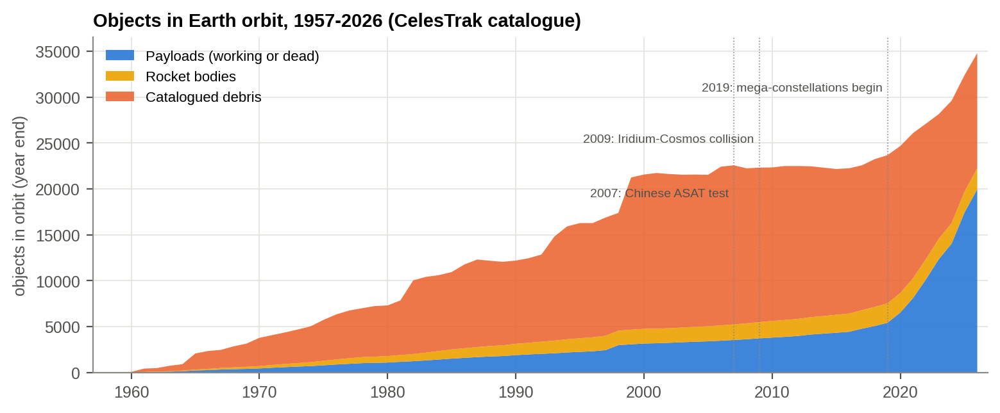 Objects in Earth orbit, 1957-2026 (CelesTrak catalogue)
Payloads (working or dead)
Rocket bodies
Catalogued debris
2019: mega-constellations begin
2009: Iridium-Cosmos collision
2007: Chinese ASAT test
objects in orbit (year end)
35000
30000
25000
20000
15000
10000
5000
0
1960 1970 1980 1990 2000 2010 2020